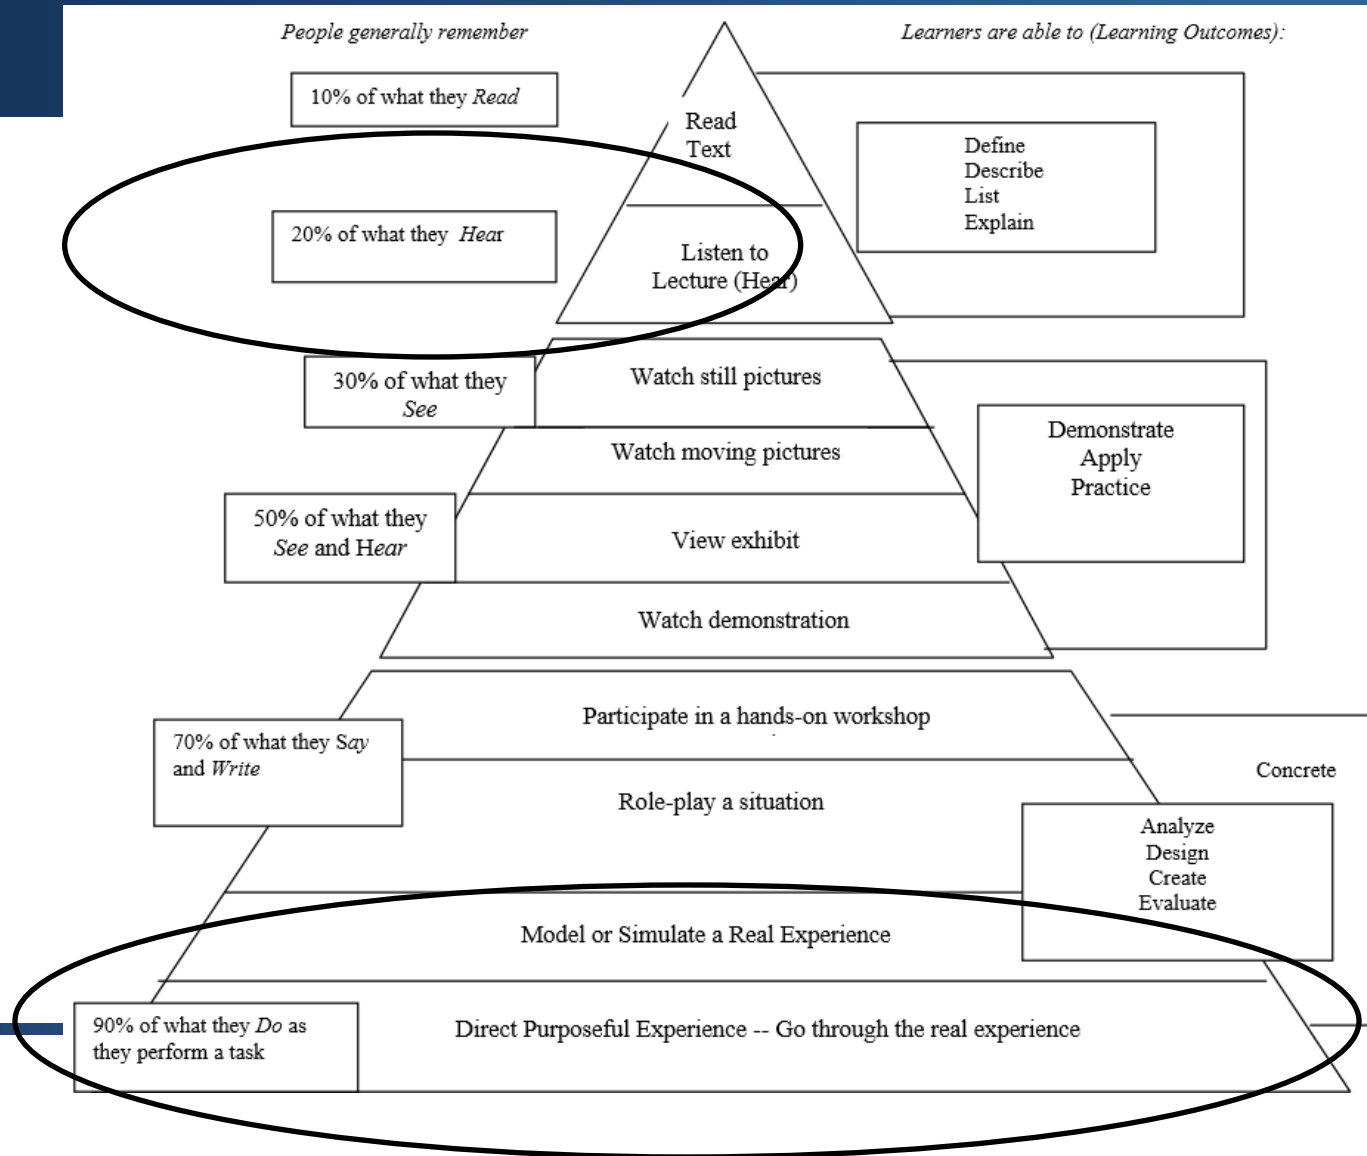 People generally remember
Learners are able to (Learning Outcomes):
10% of what they Read
Read
Text
Define
Describe
List
Explain
20% of what they Hear
Listen to
Lecture (Hear)
30% of what they
See
Watch still pictures
Watch moving pictures
Demonstrate
Apply
Practice
50% of what they
See and Hear
View exhibit
Watch demonstration
Participate in a hands-on workshop
70% of what they Say
and Write
Role-play a situation
Concrete
Analyze
Design
Create
Evaluate
Model or Simulate a Real Experience
90% of what they Do as
they perform a task
Direct Purposeful Experience -- Go through the real experience